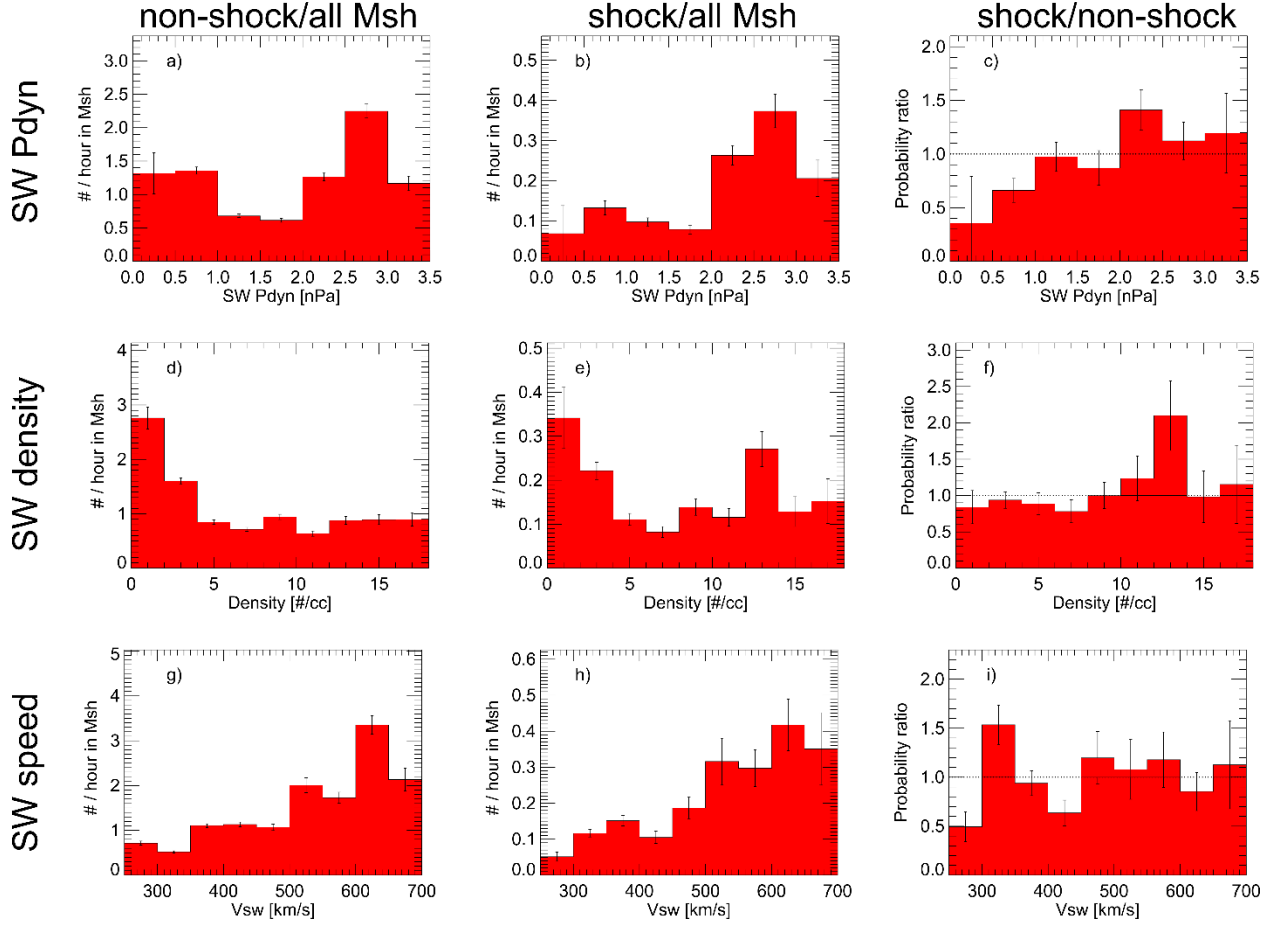 non-shock/all Msh
shock/all Msh
shock/non-shock
SW Pdyn
a)
# / hour in Msh
3.0
2.5
2.0
1.5
1.0
0.5
0.0
0.0 0.5 1.0 1.5 2.0 2.5 3.0 3.5
SW Pdyn [nPa]
b)
# / hour in Msh
0.5
0.4
0.3
0.2
0.1
0.0
0.0 0.5 1.0 1.5 2.0 2.5 3.0 3.5
SW Pdyn [nPa]
c)
Probability ratio
2.0
1.5
1.0
0.5
0.0
0.0 0.5 1.0 1.5 2.0 2.5 3.0 3.5
SW Pdyn [nPa]
SW density
d)
# / hour in Msh
4
3
2
1
0
0 5 10 15
Density [#/cc]
e)
# / hour in Msh
0.5
0.4
0.3
0.2
0.1
0.0
0 5 10 15
Density [#/cc]
f)
Probability ratio
3.0
2.5
2.0
1.5
1.0
0.5
0.0
0 5 10 15
Density [#/cc]
SW speed
g)
# / hour in Msh
5
4
3
2
1
0
300 400 500 600 700
Vsw [km/s]
h)
# / hour in Msh
0.6
0.5
0.4
0.3
0.2
0.1
0.0
300 400 500 600 700
Vsw [km/s]
i)
Probability ratio
2.0
1.5
1.0
0.5
0.0
300 400 500 600 700
Vsw [km/s]